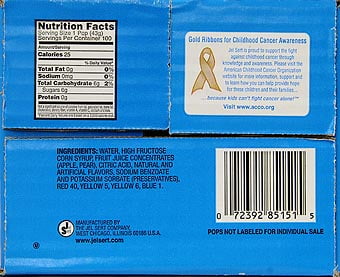 Nutrition Facts
Serving Size 1 Pop (43g)
Servings Per Container 100
Amount/Serving
Calories 25
% Daily Value*
Total Fat 0g 0%
Sodium 0mg 0%
Total Carbohydrate 6g 2%
Sugars 6g
Protein 0g
Gold Ribbons for Childhood Cancer Awareness
Jel Sert is proud to support the fight
against childhood cancer through
knowledge and awareness. Please visit the
American Childhood Cancer Organization
website for more information, support and
to learn how you can help provide hope
for these children and their families...
...because kids can't fight cancer alone!™
Visit www.acco.org
INGREDIENTS: WATER, HIGH FRUCTOSE
CORN SYRUP, FRUIT JUICE CONCENTRATES
(APPLE, PEAR), CITRIC ACID, NATURAL AND
ARTIFICIAL FLAVORS, SODIUM BENZOATE
AND POTASSIUM SORBATE (PRESERVATIVES),
RED 40, YELLOW 5, YELLOW 6, BLUE 1.
MANUFACTURED BY
THE JEL SERT COMPANY,
WEST CHICAGO, ILLINOIS 60185 U.S.A.
www.jelsert.com
0 72392 85151 5
POPS NOT LABELED FOR INDIVIDUAL SALE